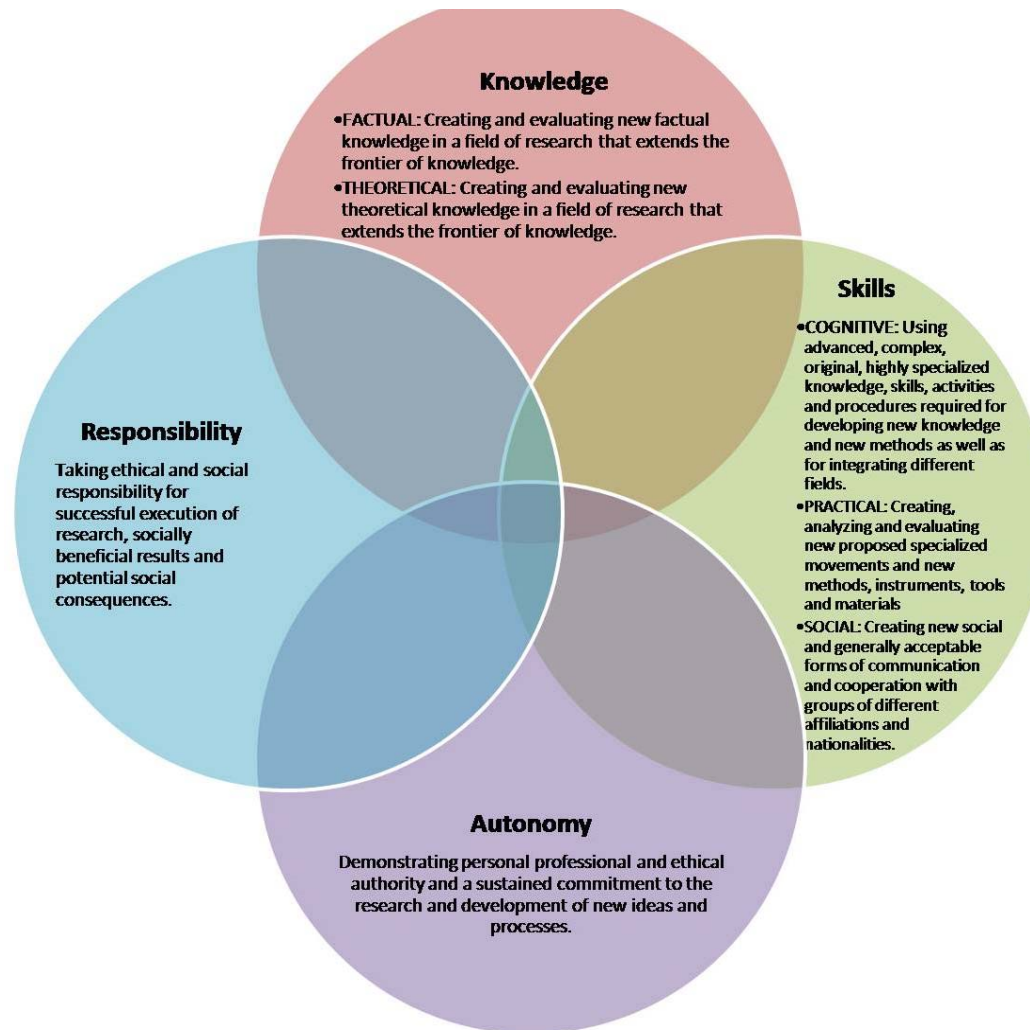 Knowledge
•FACTUAL: Creating and evaluating new factual
knowledge in a field of research that extends the
frontier of knowledge.
•THEORETICAL: Creating and evaluating new
theoretical knowledge in a field of research that
extends the frontier of knowledge.
Skills
•COGNITIVE: Using
advanced, complex,
original, highly specialized
knowledge, skills, activities
and procedures required for
developing new knowledge
and new methods as well as
for integrating different
fields.
•PRACTICAL: Creating,
analyzing and evaluating
new proposed specialized
movements and new
methods, instruments, tools
and materials
•SOCIAL: Creating new social
and generally acceptable
forms of communication
and cooperation with
groups of different
affiliations and
nationalities.
Responsibility
Taking ethical and social
responsibility for
successful execution of
research, socially
beneficial results and
potential social
consequences.
Autonomy
Demonstrating personal professional and ethical
authority and a sustained commitment to the
research and development of new ideas and
processes.